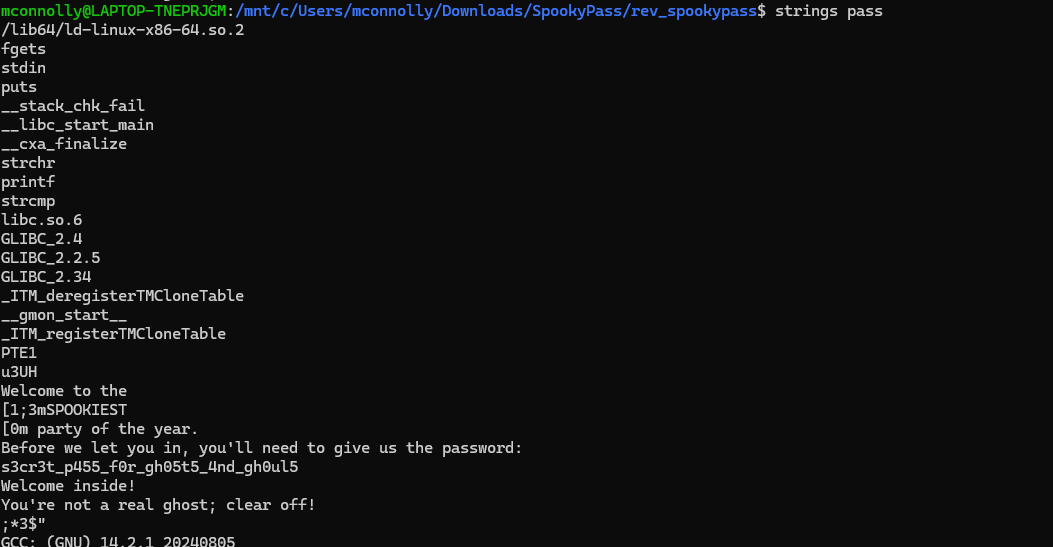 mconnolly@LAPTOP-TNEPRJGM:/mnt/c/Users/mconnolly/Downloads/SpookyPass/rev_spookypass$ strings pass
/lib64/ld-linux-x86-64.so.2
fgets
stdin
puts
__stack_chk_fail
__libc_start_main
__cxa_finalize
strchr
printf
strcmp
libc.so.6
GLIBC_2.4
GLIBC_2.2.5
GLIBC_2.34
_ITM_deregisterTMCloneTable
__gmon_start__
_ITM_registerTMCloneTable
PTE1
u3UH
Welcome to the
[1;3mSPOOKIEST
[0m party of the year.
Before we let you in, you'll need to give us the password:
s3cr3t_p455_f0r_gh05t5_4nd_gh0ul5
Welcome inside!
You're not a real ghost; clear off!
;*3$"
GCC: (GNU) 14.2.1 20240805